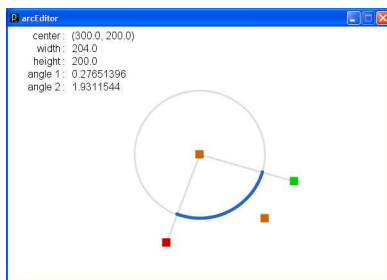 arcEditor
center : (300.0, 200.0)
width : 204.0
height : 200.0
angle 1 : 0.27651396
angle 2 : 1.9311544